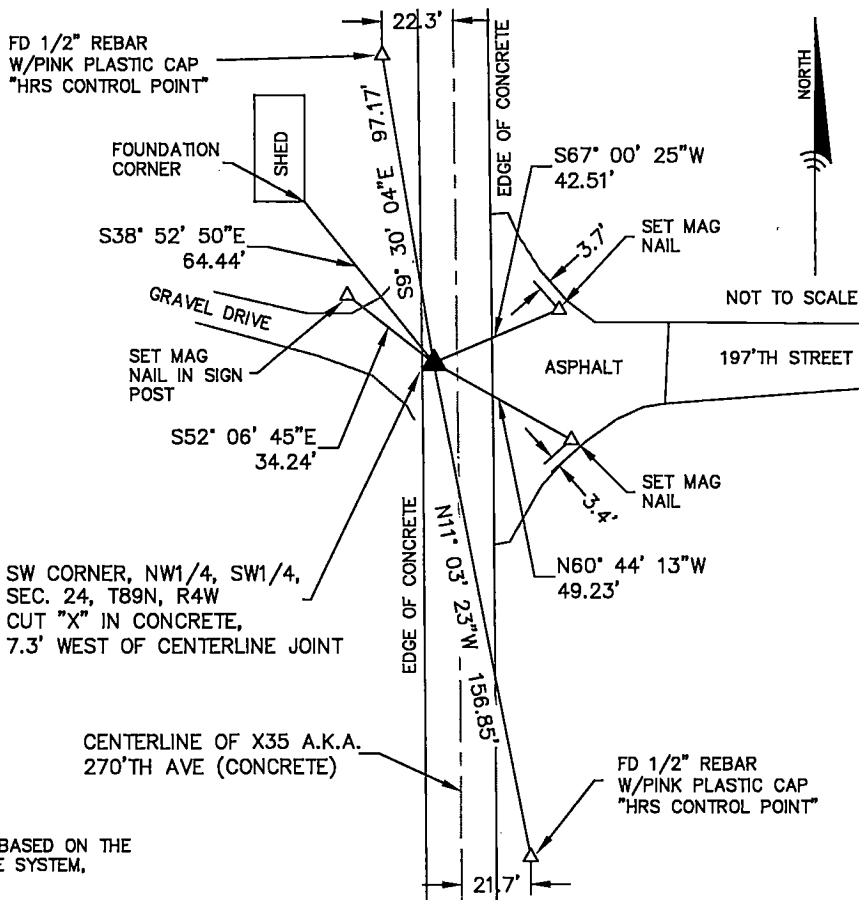 22.3'
FD 1/2" REBAR
W/PINK PLASTIC CAP
"HRS CONTROL POINT"
NORTH
97.17'
S9° 30' 04"E
EDGE OF CONCRETE
SHED
FOUNDATION
CORNER
S67° 00' 25"W
42.51'
SET MAG
NAIL
3.7'
S38° 52' 50"E
64.44'
GRAVEL DRIVE
NOT TO SCALE
SET MAG
NAIL IN SIGN
POST
ASPHALT
197'TH STREET
S52° 06' 45"E
34.24'
SET MAG
NAIL
3.4'
N60° 44' 13"W
49.23'
SW CORNER, NW1/4, SW1/4,
SEC. 24, T89N, R4W
CUT "X" IN CONCRETE,
7.3' WEST OF CENTERLINE JOINT
EDGE OF CONCRETE
N11° 03' 23"W 156.85'
CENTERLINE OF X35 A.K.A.
270'TH AVE (CONCRETE)
FD 1/2" REBAR
W/PINK PLASTIC CAP
"HRS CONTROL POINT"
BASED ON THE
E SYSTEM,
21.7'